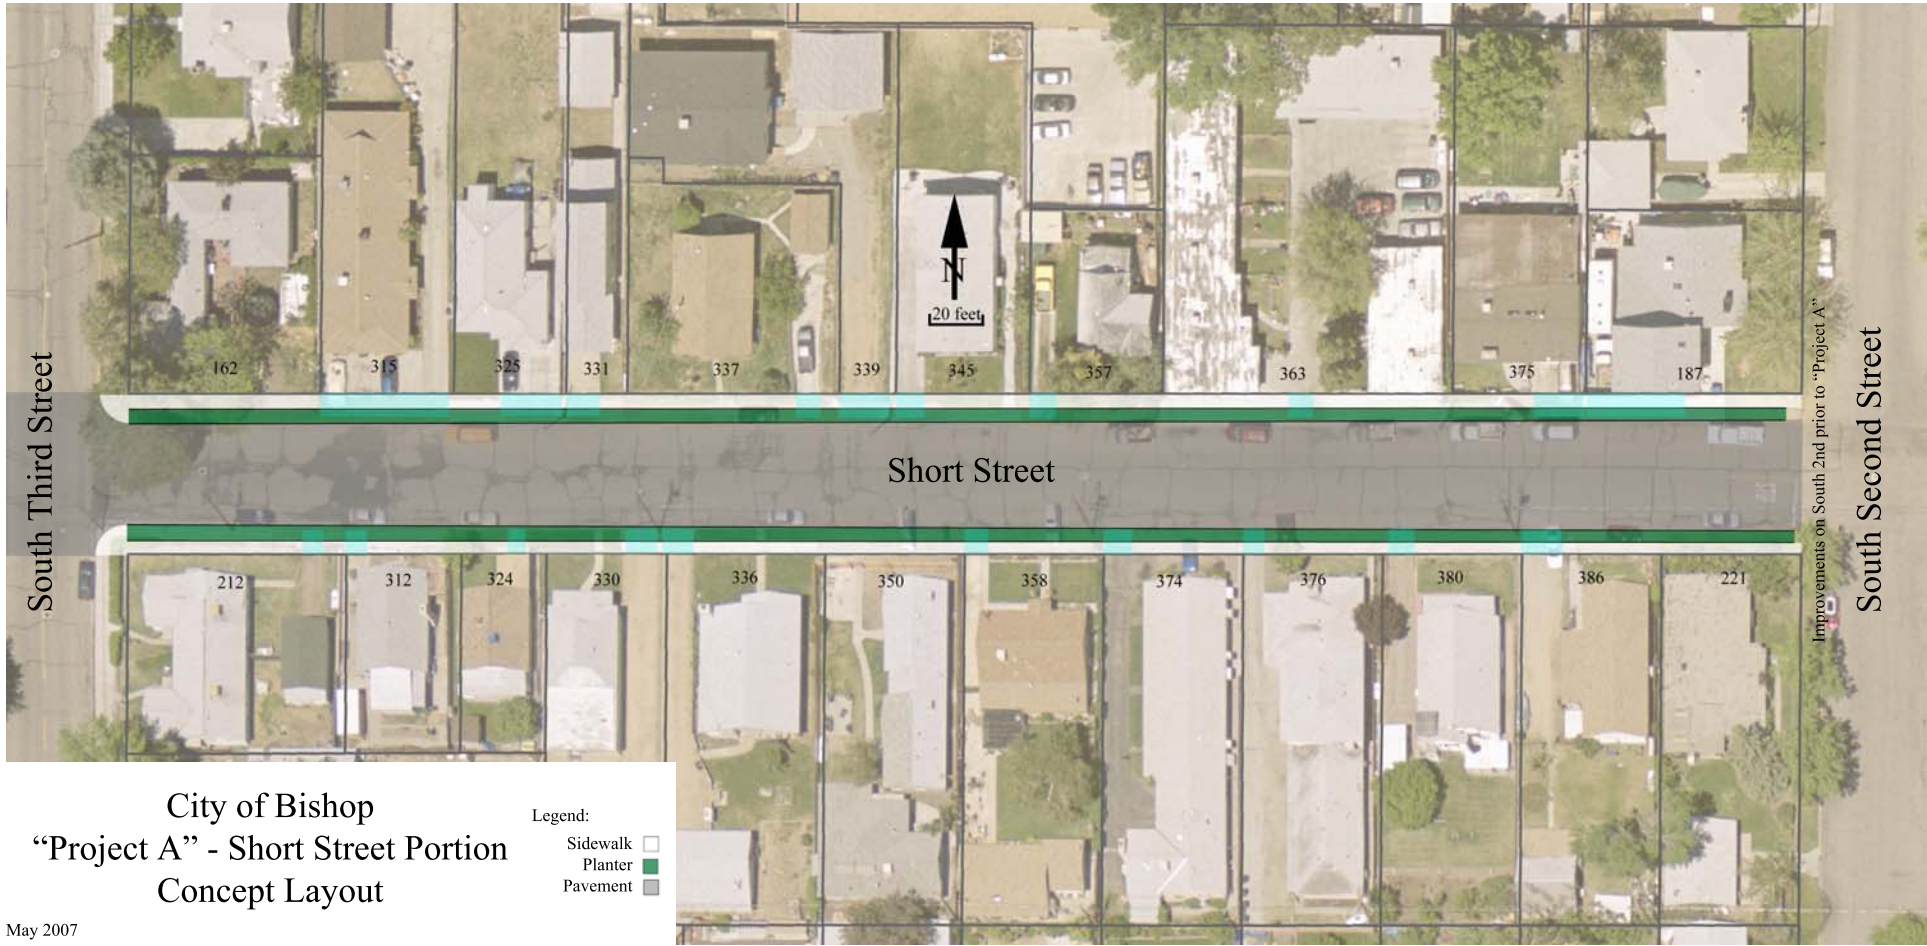 162
315
325
331
337
339
345
357
363
375
187
N
20 feet
South Third Street
Short Street
Improvements on South 2nd prior to “Project A”
South Second Street
212
312
324
330
336
350
358
374
376
380
386
221
City of Bishop
“Project A” - Short Street Portion
Concept Layout
Legend:
Sidewalk
Planter
Pavement
May 2007